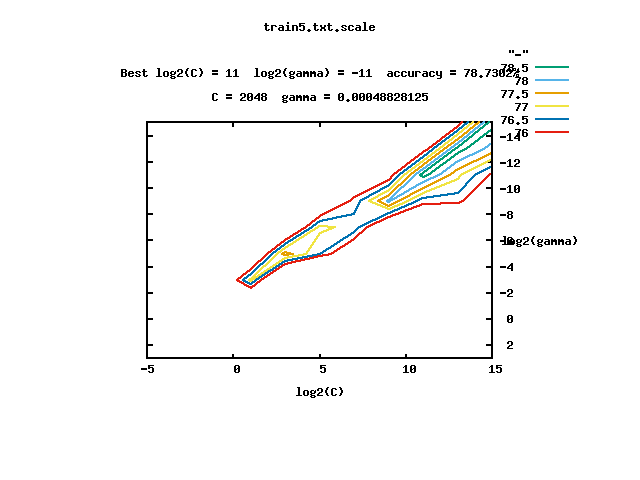 train5.txt.scale
"-"
Best log2(C) = 11 log2(gamma) = -11 accuracy = 78.7302%
78.5
78
77.5
C = 2048 gamma = 0.00048828125
77
76.5
76
-14
-12
-10
-8
-6
log2(gamma)
-4
-2
0
2
-5 0 5 10 15
log2(C)